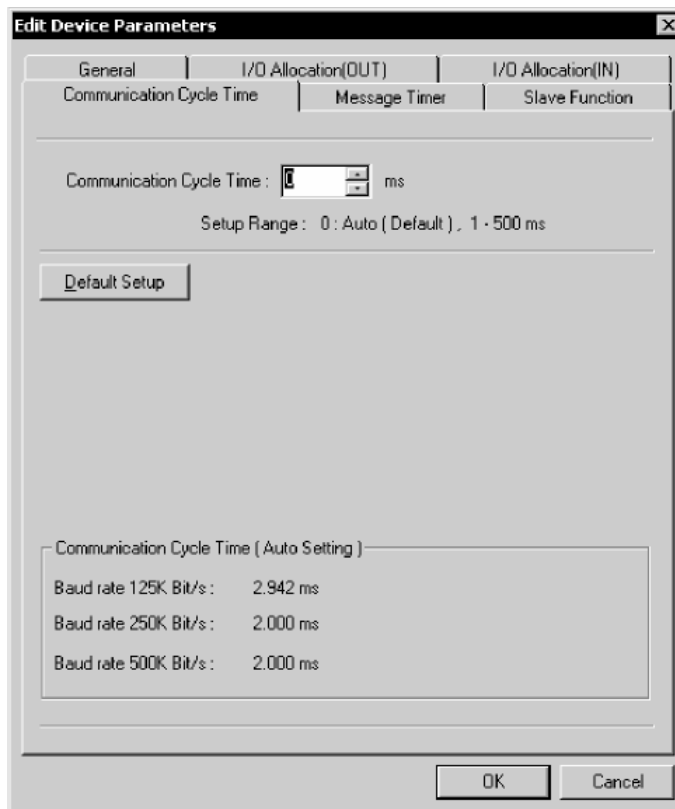 Edit Device Parameters
General I/O Allocation(OUT) I/O Allocation(IN)
Communication Cycle Time Message Timer Slave Function
Communication Cycle Time : 0 ms
Setup Range : 0 : Auto ( Default ) , 1 - 500 ms
Default Setup
Communication Cycle Time ( Auto Setting )
Baud rate 125K Bit/s : 2.942 ms
Baud rate 250K Bit/s : 2.000 ms
Baud rate 500K Bit/s : 2.000 ms
OK Cancel